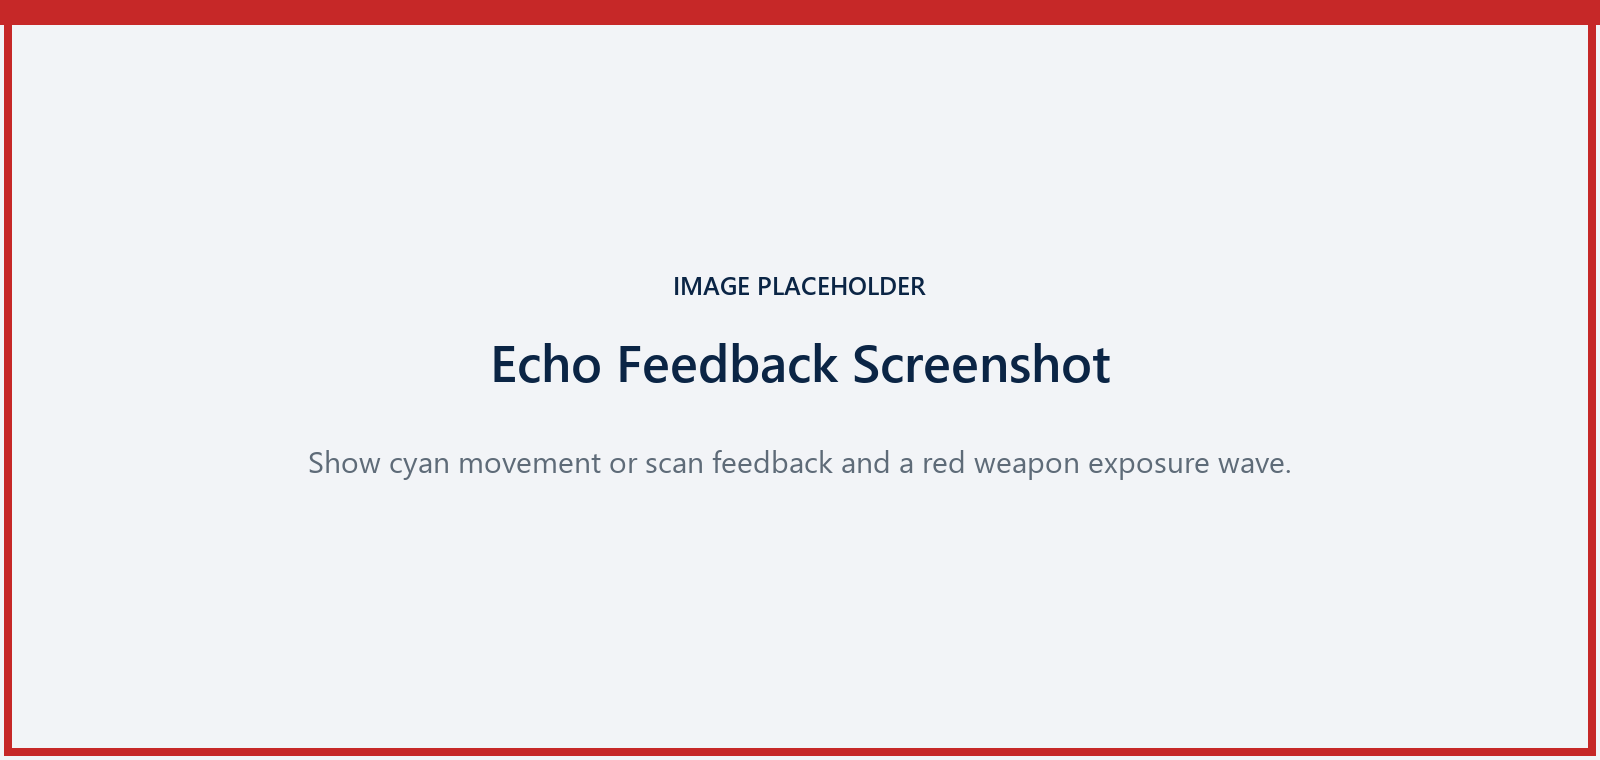 IMAGE PLACEHOLDER
Echo Feedback Screenshot
Show cyan movement or scan feedback and a red weapon exposure wave.